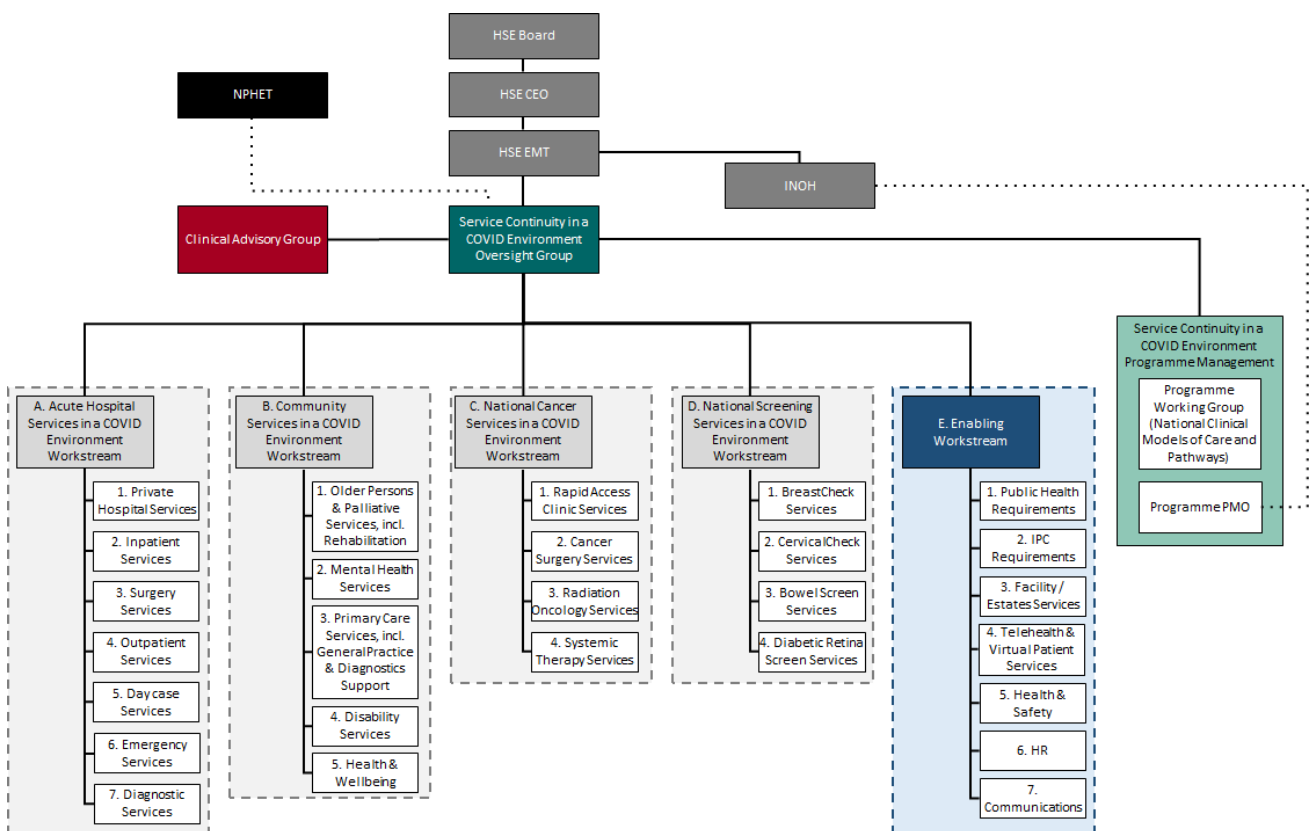 HSE Board
NPHET
HSE CEO
HSE EMT
INOH
Clinical Advisory Group
Service Continuity in a
COVID Environment
Oversight Group
Service Continuity in a
COVID Environment
Programme Management
Programme
Working Group
(National Clinical
Models of Care and
Pathways)
Programme PMO
A. Acute Hospital
Services in a COVID
Environment
Workstream
1. Private
Hospital Services
2. Inpatient
Services
3. Surgery
Services
4. Outpatient
Services
5. Day case
Services
6. Emergency
Services
7. Diagnostic
Services
B. Community
Services in a COVID
Environment
Workstream
1. Older Persons
& Palliative
Services, incl.
Rehabilitation
2. Mental Health
Services
3. Primary Care
Services, incl.
General Practice
& Diagnostics
Support
4. Disability
Services
5. Health &
Wellbeing
C. National Cancer
Services in a COVID
Environment
Workstream
1. Rapid Access
Clinic Services
2. Cancer
Surgery Services
3. Radiation
Oncology Services
4. Systemic
Therapy Services
D. National Screening
Services in a COVID
Environment
Workstream
1. BreastCheck
Services
2. CervicalCheck
Services
3. Bowel Screen
Services
4. Diabetic Retina
Screen Services
E. Enabling
Workstream
1. Public Health
Requirements
2. IPC
Requirements
3. Facility /
Estates Services
4. Telehealth &
Virtual Patient
Services
5. Health &
Safety
6. HR
7.
Communications